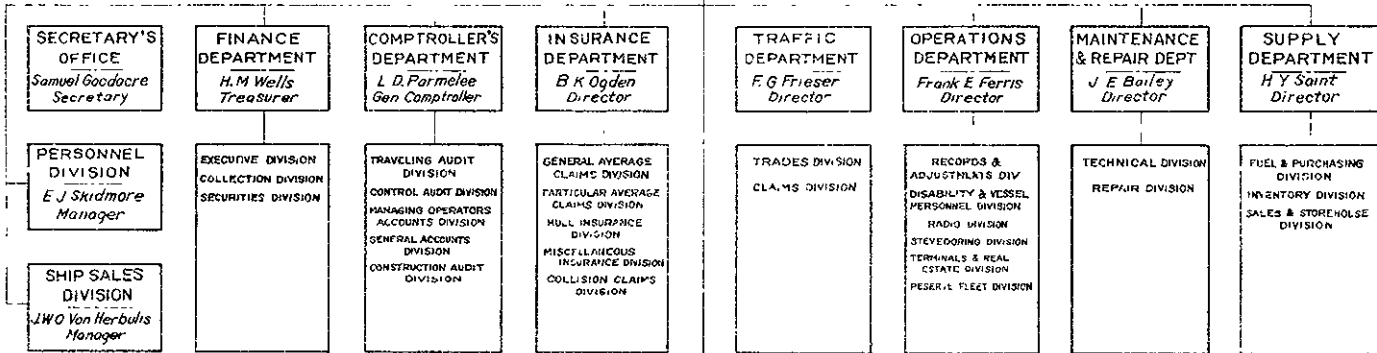 SECRETARY'S
OFFICE
Samuel Goodacre
Secretary
PERSONNEL
DIVISION
E J Skidmore
Manager
SHIP SALES
DIVISION
J.W.O Van Herbulis
Manager
FINANCE
DEPARTMENT
H. M Wells
Treasurer
EXECUTIVE DIVISION
COLLECTION DIVISION
SECURITIES DIVISION
COMPTROLLER'S
DEPARTMENT
L D. Parmelee
Gen Comptroller
TRAVELING AUDIT
DIVISION
CONTROL AUDIT DIVISION
MANAGING OPERATORS
ACCOUNTS DIVISION
GENERAL ACCOUNTS
DIVISION
CONSTRUCTION AUDIT
DIVISION
INSURANCE
DEPARTMENT
B K Ogden
Director
GENERAL AVERAGE
CLAIMS DIVISION
PARTICULAR AVERAGE
CLAIMS DIVISION
HULL INSURANCE
DIVISION
MISCELLANEOUS
INSURANCE DIVISION
COLLISION CLAIMS
DIVISION
TRAFFIC
DEPARTMENT
F. G Frieser
Director
TRADES DIVISION
CLAIMS DIVISION
OPERATIONS
DEPARTMENT
Frank E Ferris
Director
RECORDS &
ADJUSTMENTS DIV
DISABILITY & VESSEL
PERSONNEL DIVISION
RADIO DIVISION
STEVEDORING DIVISION
TERMINALS & REAL
ESTATE DIVISION
RESERVE FLEET DIVISION
MAINTENANCE
& REPAIR DEPT
J E Bailey
Director
TECHNICAL DIVISION
REPAIR DIVISION
SUPPLY
DEPARTMENT
H Y Saint
Director
FUEL & PURCHASING
DIVISION
INVENTORY DIVISION
SALES & STOREHOUSE
DIVISION